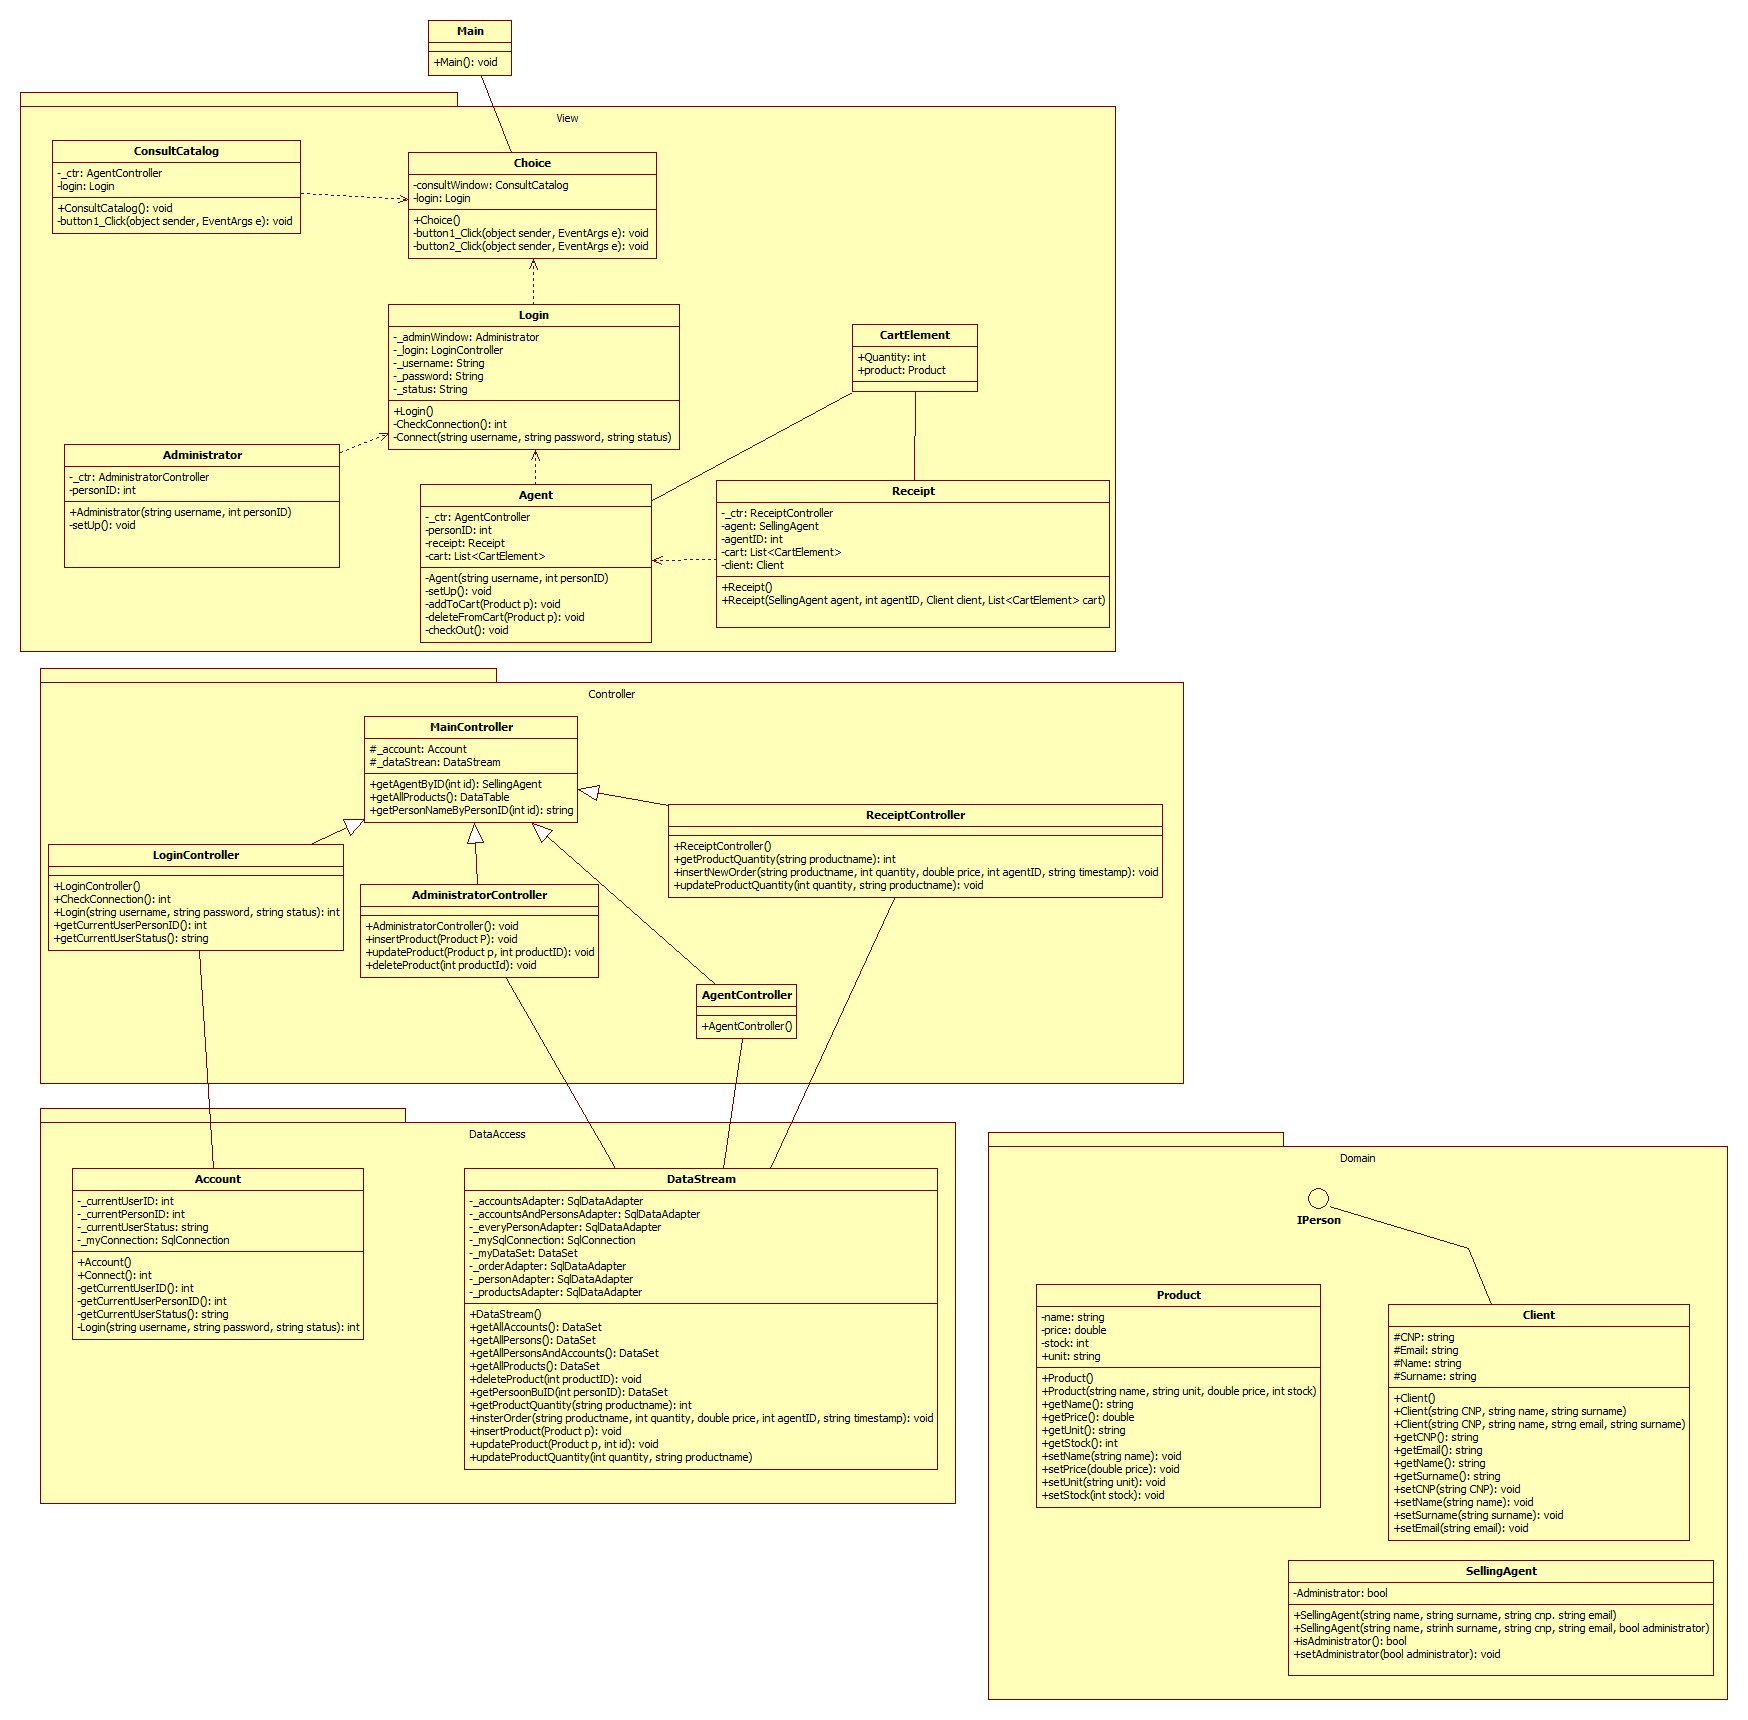 Main
+Main(): void
View
ConsultCatalog
-_ctr: AgentController
-login: Login
+ConsultCatalog(): void
-button1_Click(object sender, EventArgs e): void
Choice
-consultWindow: ConsultCatalog
-login: Login
+Choice()
-button1_Click(object sender, EventArgs e): void
-button2_Click(object sender, EventArgs e): void
Login
-_adminWindow: Administrator
-_login: LoginController
-_username: String
-_password: String
-_status: String
+Login()
-CheckConnection(): int
-Connect(string username, string password, string status)
CartElement
+Quantity: int
+product: Product
Administrator
-_ctr: AdministratorController
-personID: int
+Administrator(string username, int personID)
-setUp(): void
Agent
-_ctr: AgentController
-personID: int
-receipt: Receipt
-cart: List<CartElement>
-Agent(string username, int personID)
-setUp(): void
-addToCart(Product p): void
-deleteFromCart(Product p): void
-checkOut(): void
Receipt
-_ctr: ReceiptController
-agent: SellingAgent
-agentID: int
-cart: List<CartElement>
-client: Client
+Receipt()
+Receipt(SellingAgent agent, int agentID, Client client, List<CartElement> cart)
Controller
MainController
#_account: Account
#_dataStrean: DataStream
+getAgentByID(int id): SellingAgent
+getAllProducts(): DataTable
+getPersonNameByPersonID(int id): string
ReceiptController
+ReceiptController()
+getProductQuantity(string productname): int
+insertNewOrder(string productname, int quantity, double price, int agentID, string timestamp): void
+updateProductQuantity(int quantity, string productname): void
LoginController
+LoginController()
+CheckConnection(): int
+Login(string username, string password, string status): int
+getCurrentUserPersonID(): int
+getCurrentUserStatus(): string
AdministratorController
+AdministratorController(): void
+insertProduct(Product P): void
+updateProduct(Product p, int productID): void
+deleteProduct(int productId): void
AgentController
+AgentController()
DataAccess
Account
-_currentUserID: int
-_currentPersonID: int
-_currentUserStatus: string
-_myConnection: SqlConnection
+Account()
+Connect(): int
-getCurrentUserID(): int
-getCurrentUserPersonID(): int
-getCurrentUserStatus(): string
-Login(string username, string password, string status): int
DataStream
-_accountsAdapter: SqlDataAdapter
-_accountsAndPersonsAdapter: SqlDataAdapter
-_everyPersonAdapter: SqlDataAdapter
-_mySqlConnection: SqlConnection
-_myDataSet: DataSet
-_orderAdapter: SqlDataAdapter
-_personAdapter: SqlDataAdapter
-_productsAdapter: SqlDataAdapter
+DataStream()
+getAllAccounts(): DataSet
+getAllPersons(): DataSet
+getAllPersonsAndAccounts(): DataSet
+getAllProducts(): DataSet
+deleteProduct(int productID): void
+getPersoonBuID(int personID): DataSet
+getProductQuantity(string productname): int
+insterOrder(string productname, int quantity, double price, int agentID, string timestamp): void
+insertProduct(Product p): void
+updateProduct(Product p, int id): void
+updateProductQuantity(int quantity, string productname)
Domain
IPerson
Product
-name: string
-price: double
-stock: int
+unit: string
+Product()
+Product(string name, string unit, double price, int stock)
+getName(): string
+getPrice(): double
+getUnit(): string
+getStock(): int
+setName(string name): void
+setPrice(double price): void
+setUnit(string unit): void
+setStock(int stock): void
Client
#CNP: string
#Email: string
#Name: string
#Surname: string
+Client()
+Client(string CNP, string name, string surname)
+Client(string CNP, string name, string email, string surname)
+getCNP(): string
+getEmail(): string
+getName(): string
+getSurname(): string
+setCNP(string CNP): void
+setName(string name): void
+setSurname(string surname): void
+setEmail(string email): void
SellingAgent
-Administrator: bool
+SellingAgent(string name, string surname, string cnp. string email)
+SellingAgent(string name, strinh surname, string cnp, string email, bool administrator)
+isAdministrator(): bool
+setAdministrator(bool administrator): void